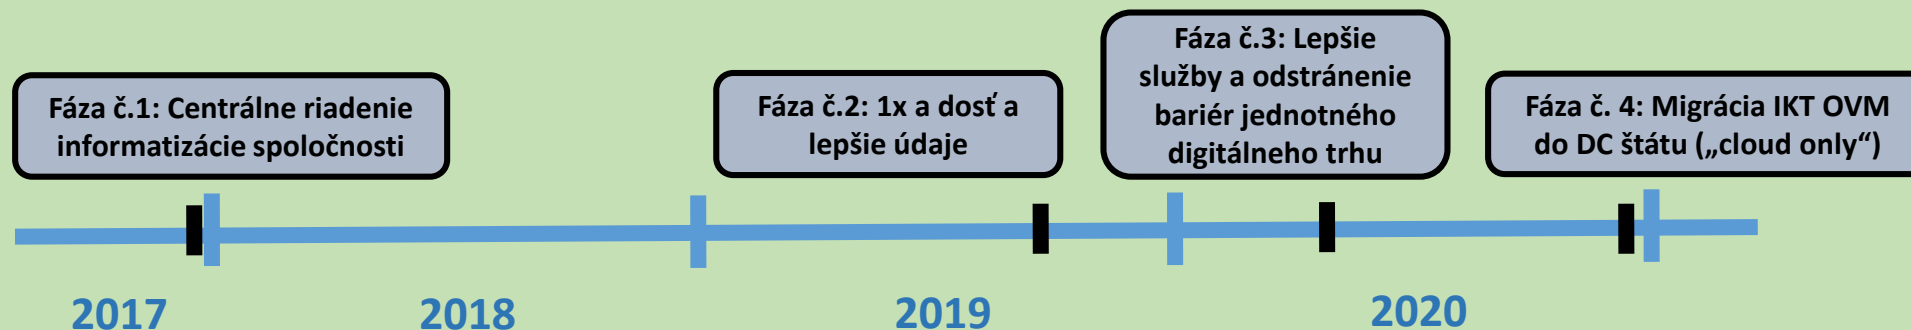 Fáza č.1: Centrálne riadenie
informatizácie spoločnosti
Fáza č.2: 1x a dosť a
lepšie údaje
Fáza č.3: Lepšie
služby a odstránenie
bariér jednotného
digitálneho trhu
Fáza č. 4: Migrácia IKT OVM
do DC štátu („cloud only“)
2017
2018
2019
2020